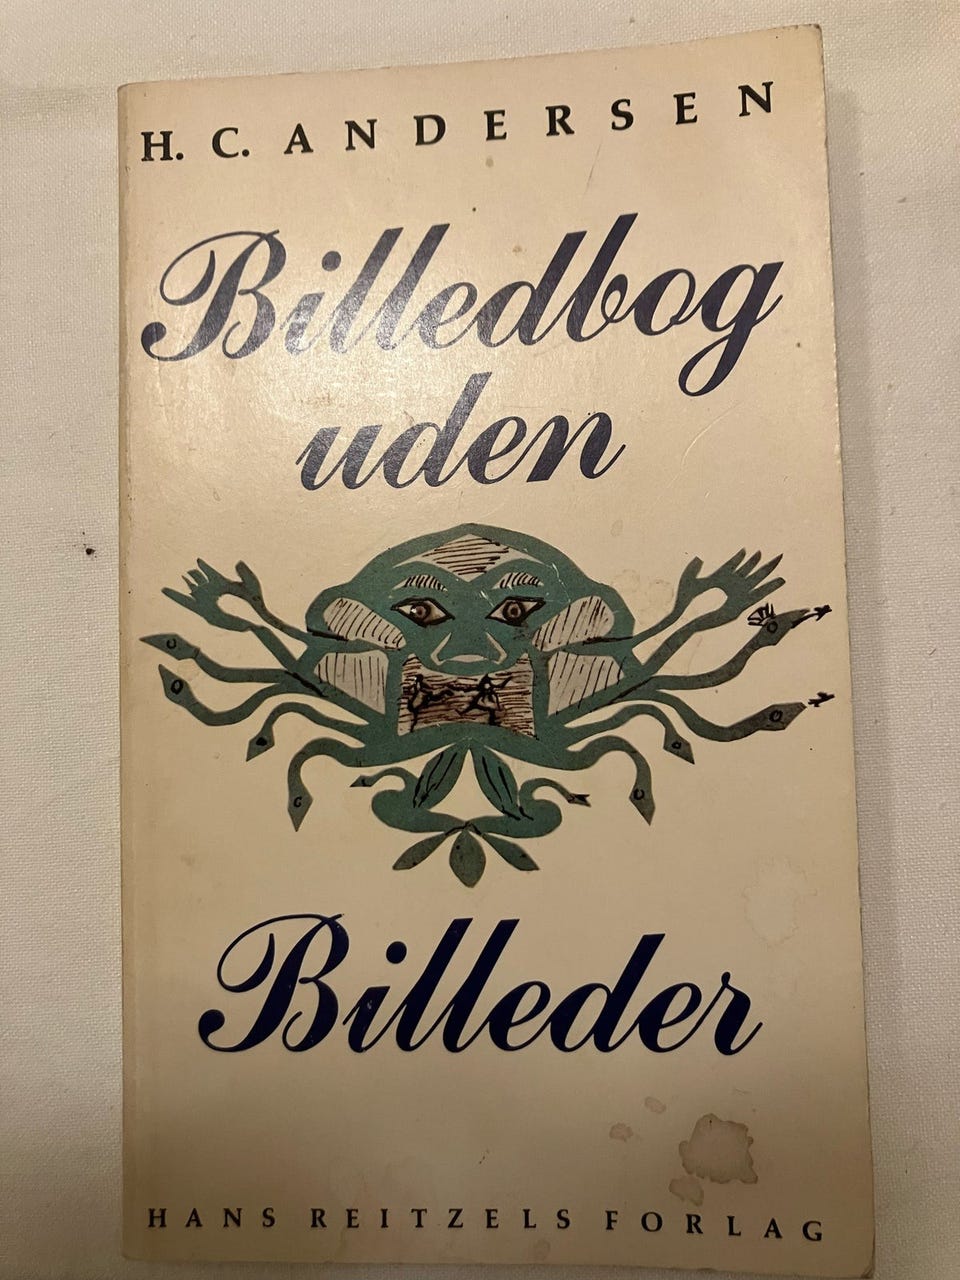 H. C. ANDERSEN
Billedbog
uden
Billeder
HANS REITZELS FORLAG